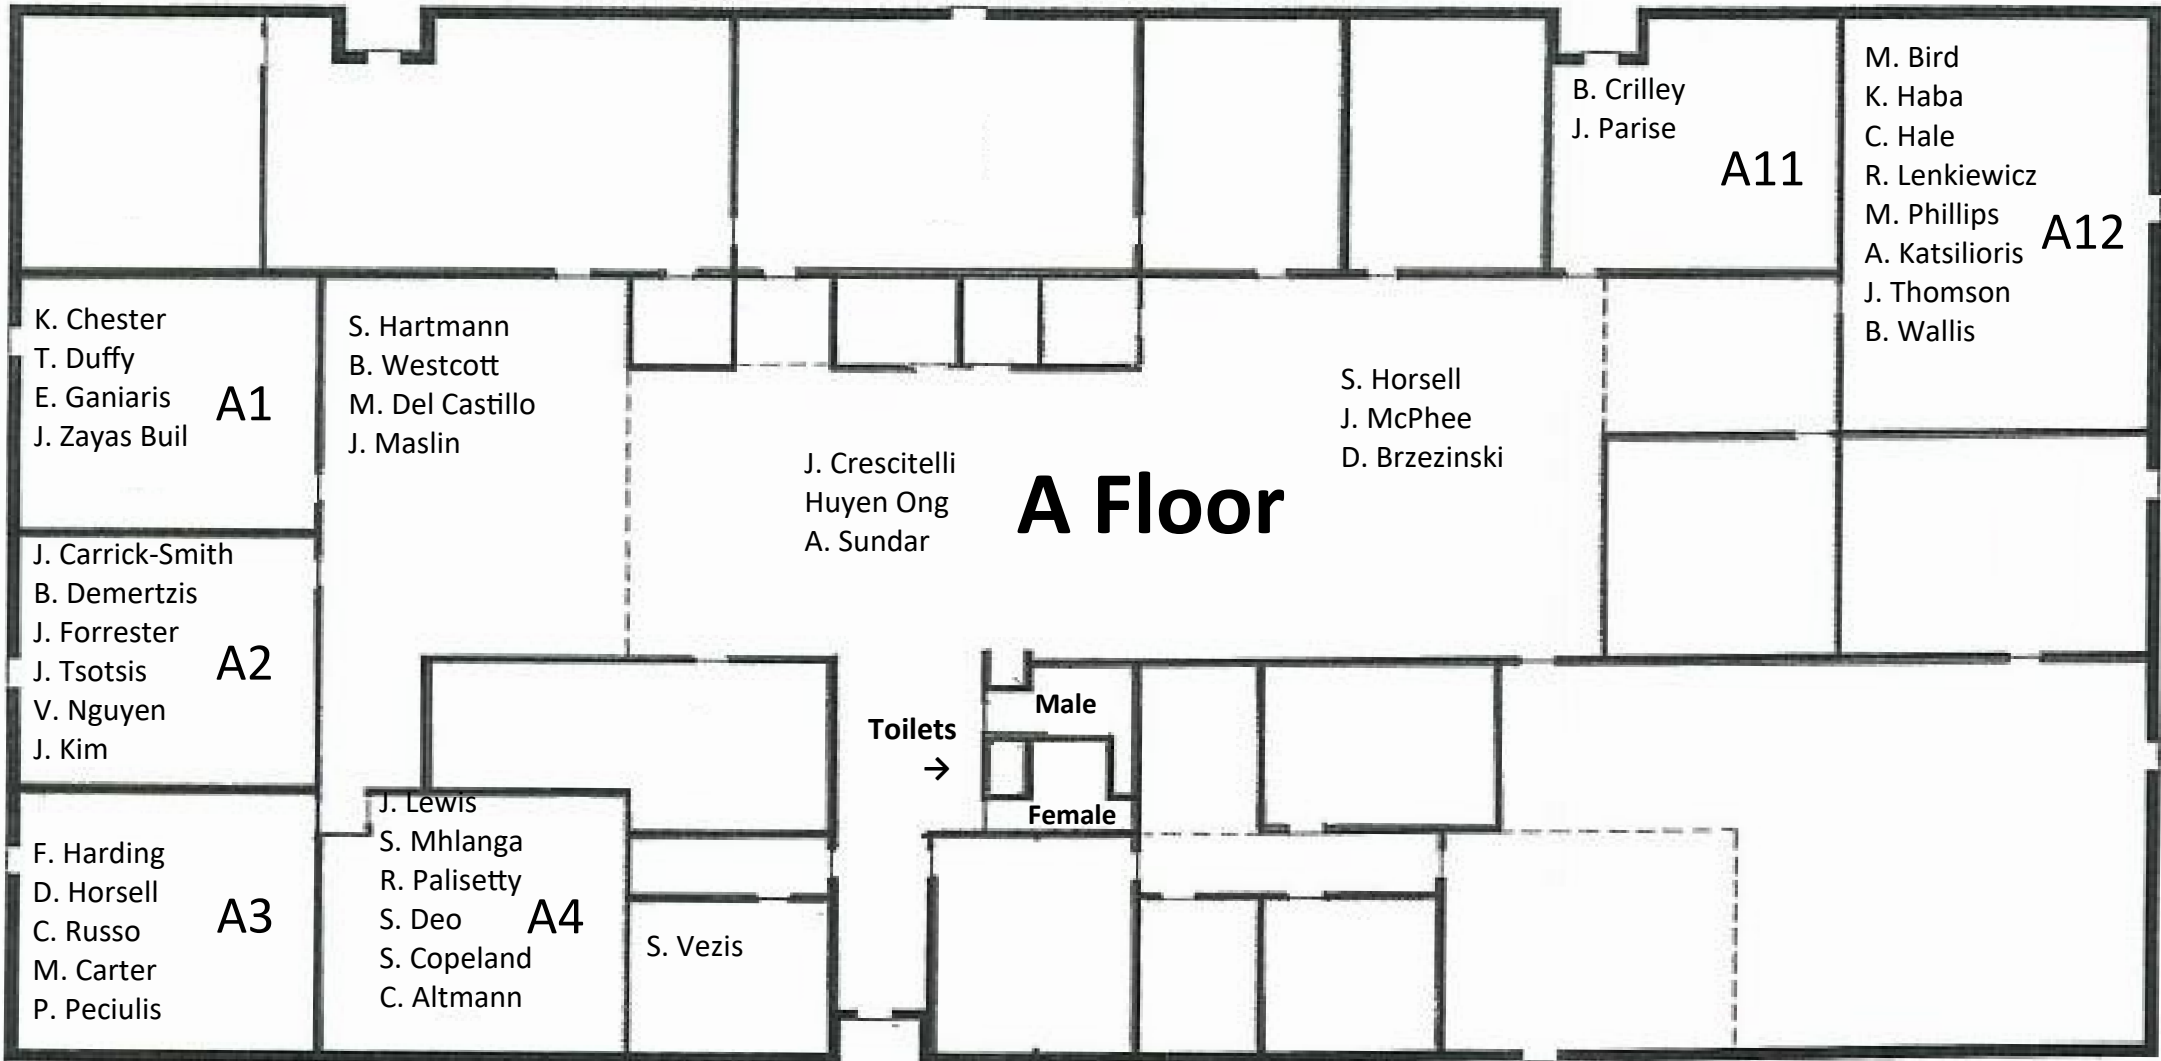 B. Crilley
J. Parise
A11
M. Bird
K. Haba
C. Hale
R. Lenkiewicz
M. Phillips
A. Katsilioris
J. Thomson
B. Wallis
A12
K. Chester
T. Duffy
E. Ganiaris
J. Zayas Buil
A1
S. Hartmann
B. Westcott
M. Del Castillo
J. Maslin
J. Crescitelli
Huyen Ong
A. Sundar
A Floor
S. Horsell
J. McPhee
D. Brzezinski
J. Carrick-Smith
B. Demertzis
J. Forrester
J. Tsotsis
V. Nguyen
J. Kim
A2
Toilets
→
Male
Female
F. Harding
D. Horsell
C. Russo
M. Carter
P. Peciulis
A3
J. Lewis
S. Mhlanga
R. Palisetty
S. Deo
S. Copeland
C. Altmann
A4
S. Vezis